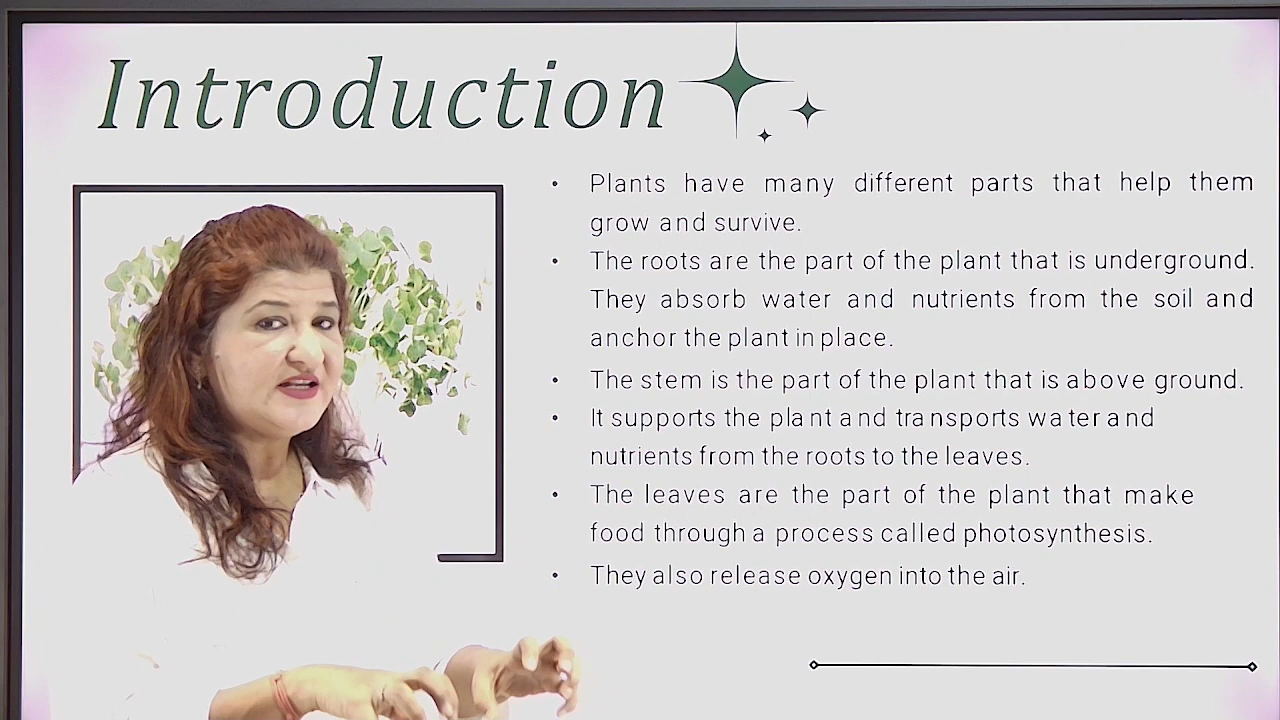 Introduction
• Plants have many different parts that help them
grow and survive.
• The roots are the part of the plant that is underground.
They absorb water and nutrients from the soil and
anchor the plant in place.
• The stem is the part of the plant that is above ground.
• It supports the plant and transports water and
nutrients from the roots to the leaves.
• The leaves are the part of the plant that make
food through a process called photosynthesis.
• They also release oxygen into the air.